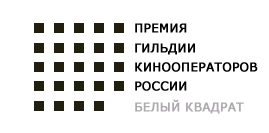 ПРЕМИЯ
ГИЛЬДИИ
КИНООПЕРАТОРОВ
РОССИИ
БЕЛЫЙ КВАДРАТ